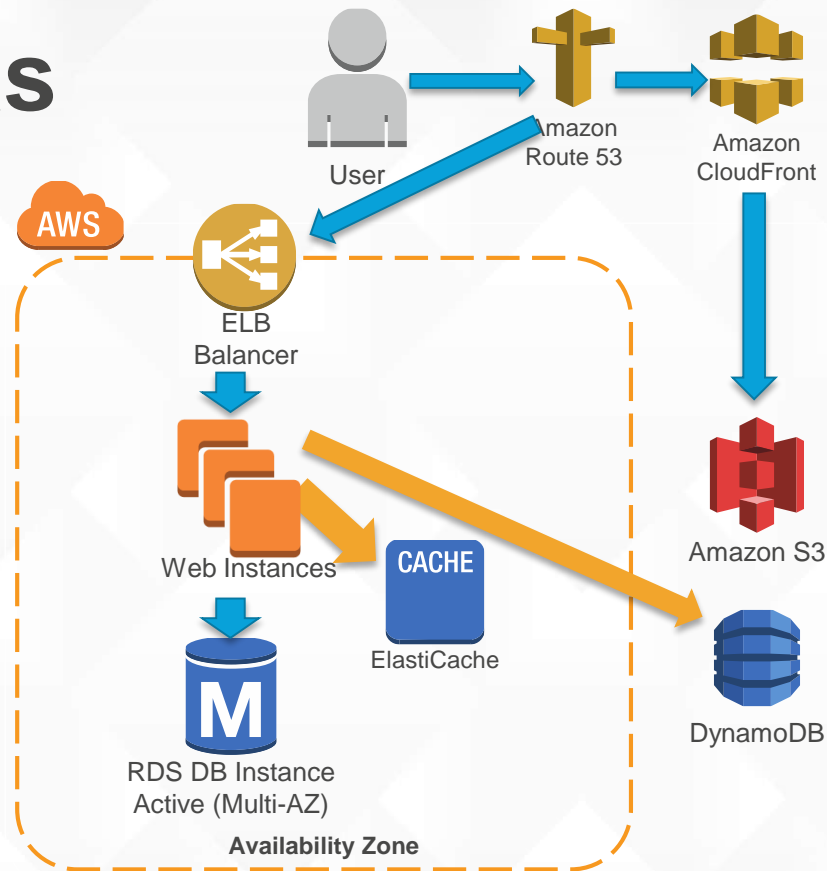 User
Amazon
Route 53
Amazon
CloudFront
AWS
ELB
Balancer
Web Instances
CACHE
ElastiCache
Amazon S3
DynamoDB
M
RDS DB Instance
Active (Multi-AZ)
Availability Zone